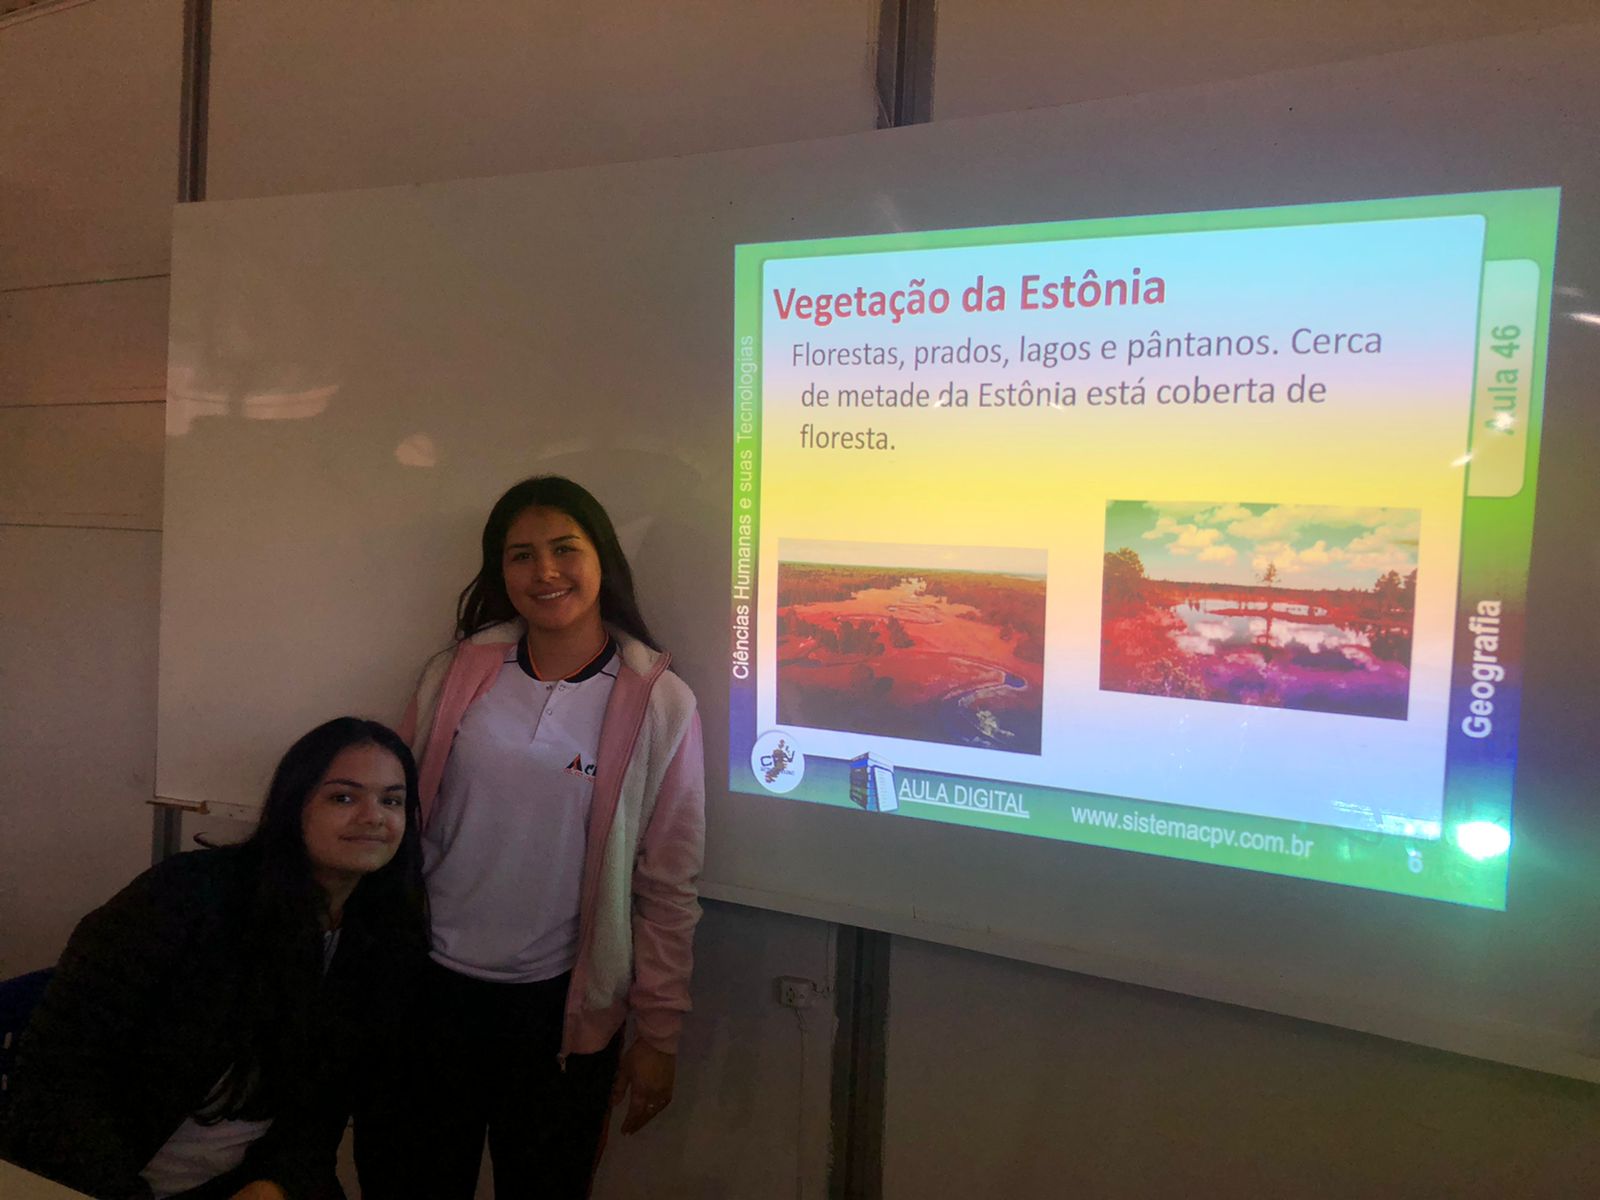 Vegetação da Estônia
Florestas, prados, lagos e pântanos. Cerca
de metade da Estônia está coberta de
floresta.
Ciências Humanas e suas Tecnologias
Aula 46
Geografia
AULA DIGITAL
www.sistemacpv.com.br
6